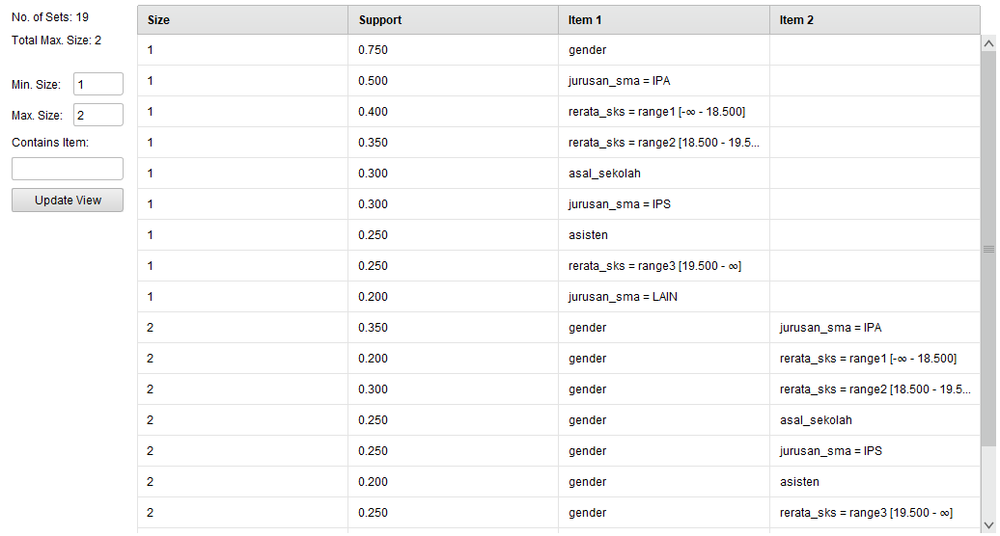 No. of Sets: 19
Total Max. Size: 2
Min. Size: 1
Max. Size: 2
Contains Item:
Update View
Size Support Item 1 Item 2
1 0.750 gender
1 0.500 jurusan_sma = IPA
1 0.400 rerata_sks = range1 [-∞ - 18.500]
1 0.350 rerata_sks = range2 [18.500 - 19.5...
1 0.300 asal_sekolah
1 0.300 jurusan_sma = IPS
1 0.250 asisten
1 0.250 rerata_sks = range3 [19.500 - ∞]
1 0.200 jurusan_sma = LAIN
2 0.350 gender jurusan_sma = IPA
2 0.200 gender rerata_sks = range1 [-∞ - 18.500]
2 0.300 gender rerata_sks = range2 [18.500 - 19.5...
2 0.250 gender asal_sekolah
2 0.250 gender jurusan_sma = IPS
2 0.200 gender asisten
2 0.250 gender rerata_sks = range3 [19.500 - ∞]